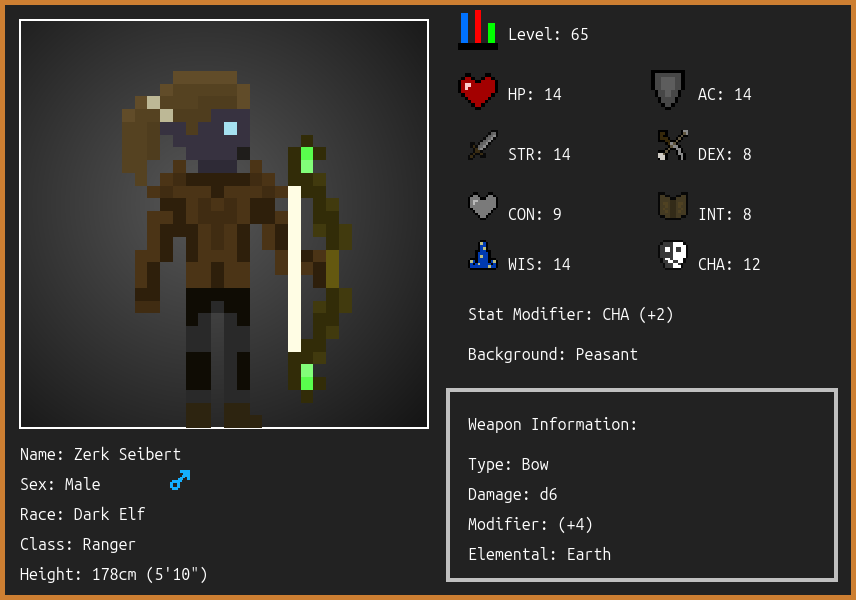 Level: 65
HP: 14
AC: 14
STR: 14
DEX: 8
CON: 9
INT: 8
WIS: 14
CHA: 12
Stat Modifier: CHA (+2)
Background: Peasant
Weapon Information:
Type: Bow
Damage: d6
Modifier: (+4)
Elemental: Earth
Name: Zerk Seibert
Sex: Male
Race: Dark Elf
Class: Ranger
Height: 178cm (5'10")